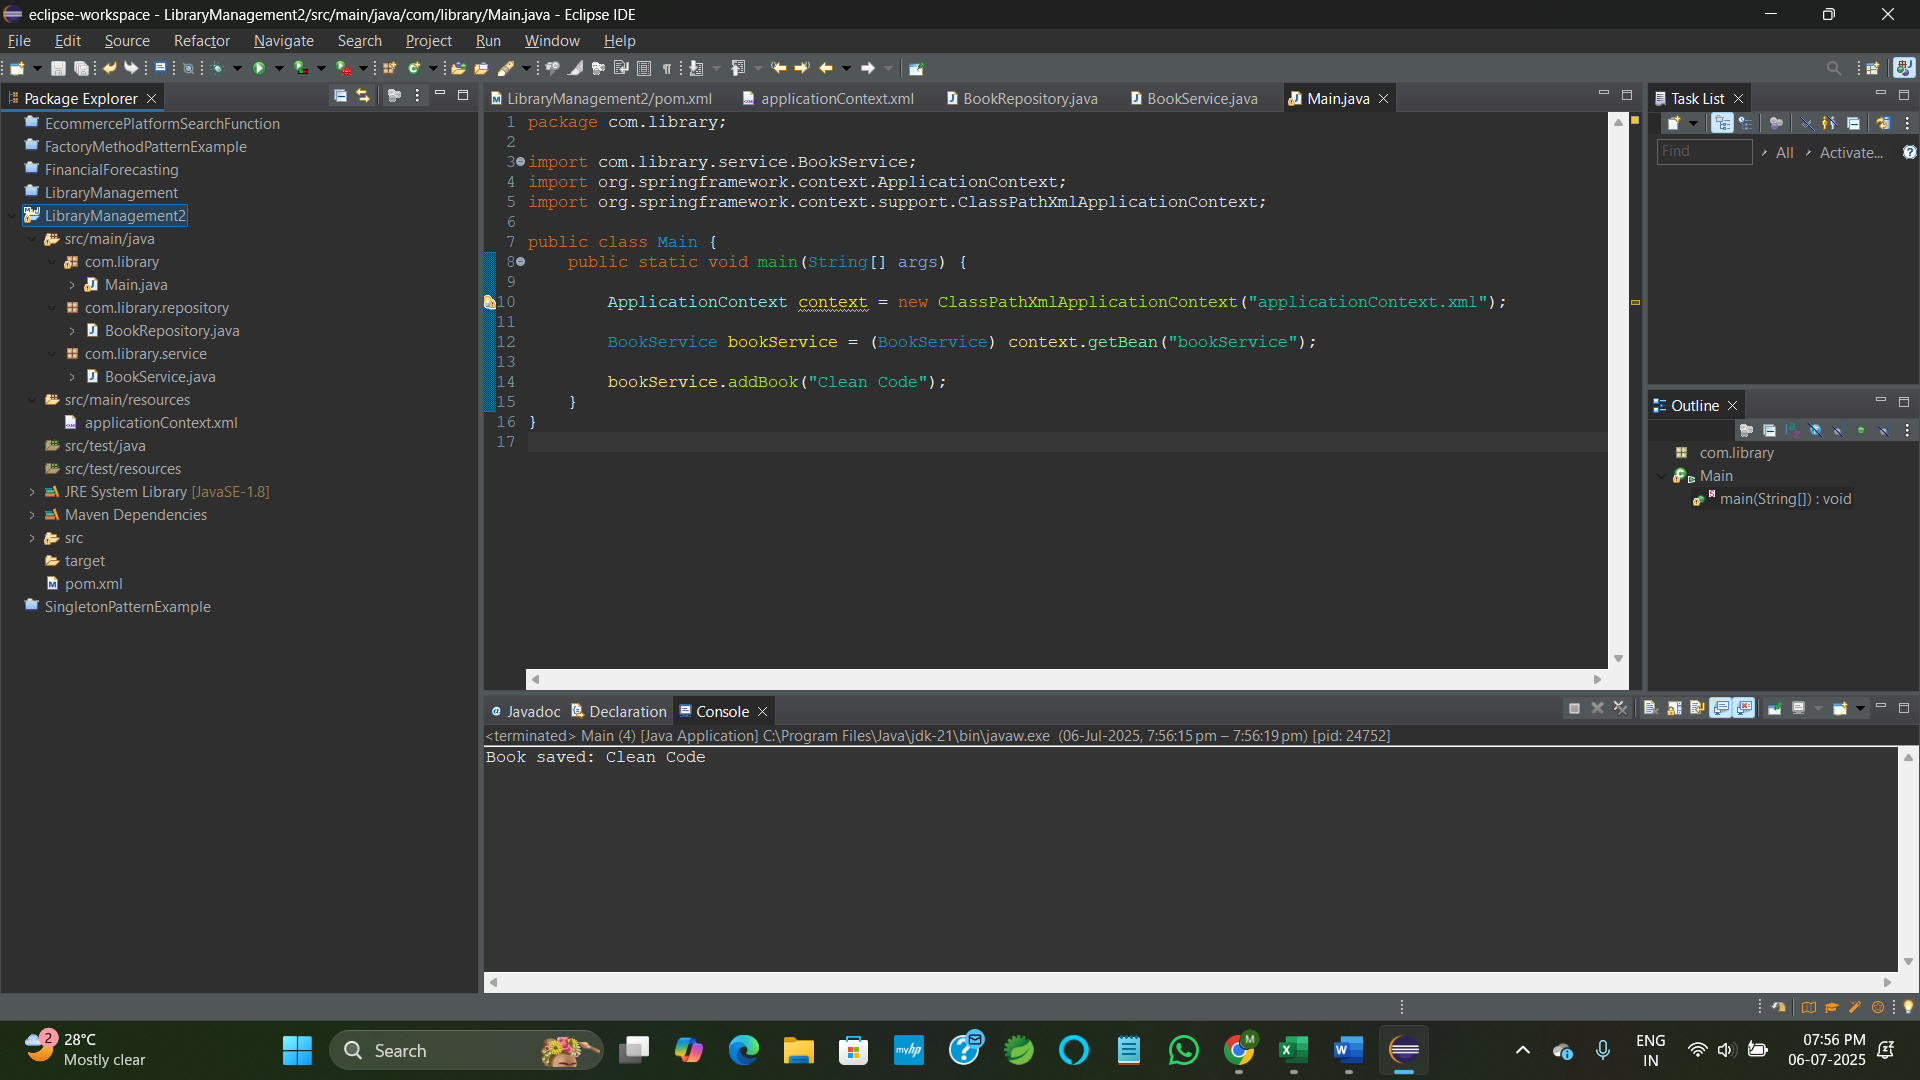 eclipse-workspace - LibraryManagement2/src/main/java/com/library/Main.java - Eclipse IDE
File Edit Source Refactor Navigate Search Project Run Window Help
Package Explorer
EcommercePlatformSearchFunction
FactoryMethodPatternExample
FinancialForecasting
LibraryManagement
LibraryManagement2
src/main/java
com.library
Main.java
com.library.repository
BookRepository.java
com.library.service
BookService.java
src/main/resources
applicationContext.xml
src/test/java
src/test/resources
JRE System Library [JavaSE-1.8]
Maven Dependencies
src
target
pom.xml
SingletonPatternExample
LibraryManagement2/pom.xml applicationContext.xml BookRepository.java BookService.java Main.java
1 package com.library;
2
3 import com.library.service.BookService;
4 import org.springframework.context.ApplicationContext;
5 import org.springframework.context.support.ClassPathXmlApplicationContext;
6
7 public class Main {
8 public static void main(String[] args) {
9
10 ApplicationContext context = new ClassPathXmlApplicationContext("applicationContext.xml");
11
12 BookService bookService = (BookService) context.getBean("bookService");
13
14 bookService.addBook("Clean Code");
15 }
16 }
17
Task List
Find All Activate...
Outline
com.library
Main
main(String[]) : void
Javadoc Declaration Console
<terminated> Main (4) [Java Application] C:\Program Files\Java\jdk-21\bin\javaw.exe (06-Jul-2025, 7:56:15 pm – 7:56:19 pm) [pid: 24752]
Book saved: Clean Code
2
28°C
Mostly clear
Search
myhp
M
ENG
IN
07:56 PM
06-07-2025